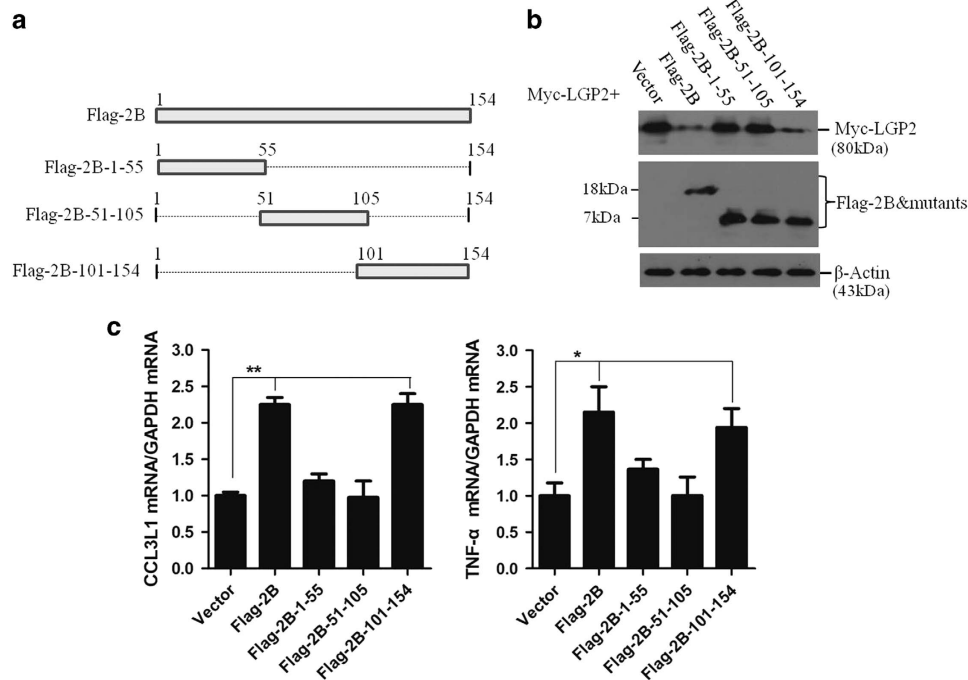 a
1 154
Flag-2B
1 55 154
Flag-2B-1-55
1 51 105 154
Flag-2B-51-105
1 101 154
Flag-2B-101-154
b
Myc-LGP2+
Vector
Flag-2B
Flag-2B-1-55
Flag-2B-51-105
Flag-2B-101-154
Myc-LGP2
(80kDa)
18kDa
7kDa
Flag-2B&mutants
β-Actin
(43kDa)
c
CCL3L1 mRNA/GAPDH mRNA
3.0
2.5
2.0
1.5
1.0
0.5
0.0
**
Vector
Flag-2B
Flag-2B-1-55
Flag-2B-51-105
Flag-2B-101-154
TNF-α mRNA/GAPDH mRNA
3.0
2.5
2.0
1.5
1.0
0.5
0.0
*
Vector
Flag-2B
Flag-2B-1-55
Flag-2B-51-105
Flag-2B-101-154